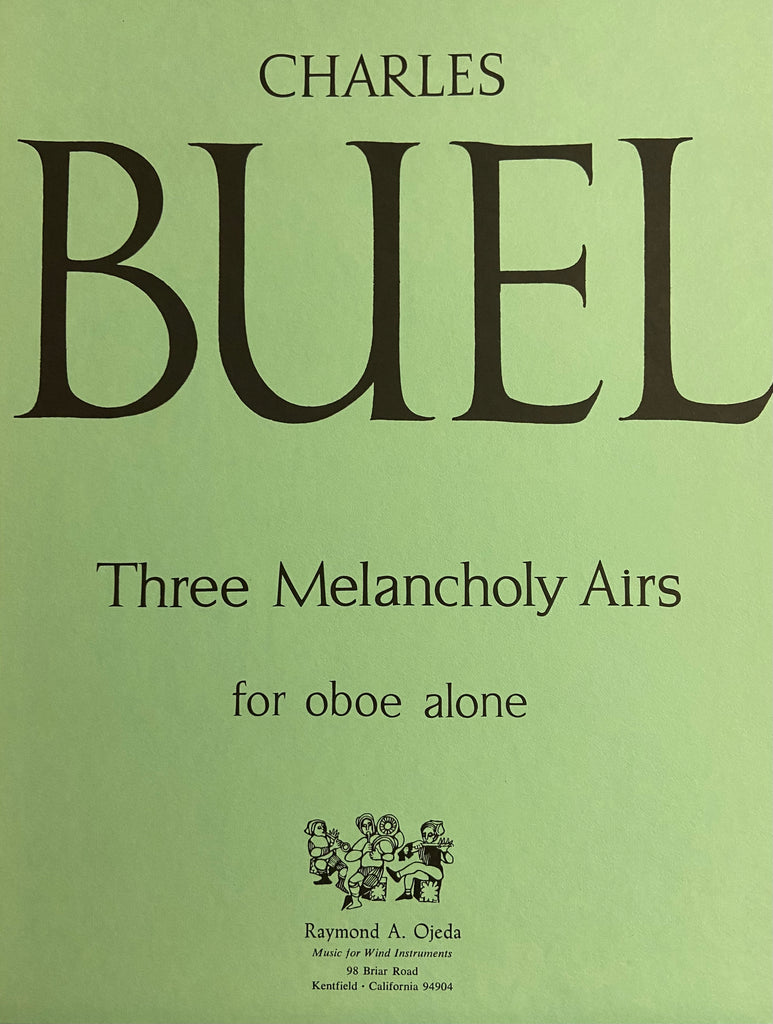 CHARLES
BUEL
Three Melancholy Airs
for oboe alone
Raymond A. Ojeda
Music for Wind Instruments
98 Briar Road
Kentfield · California 94904